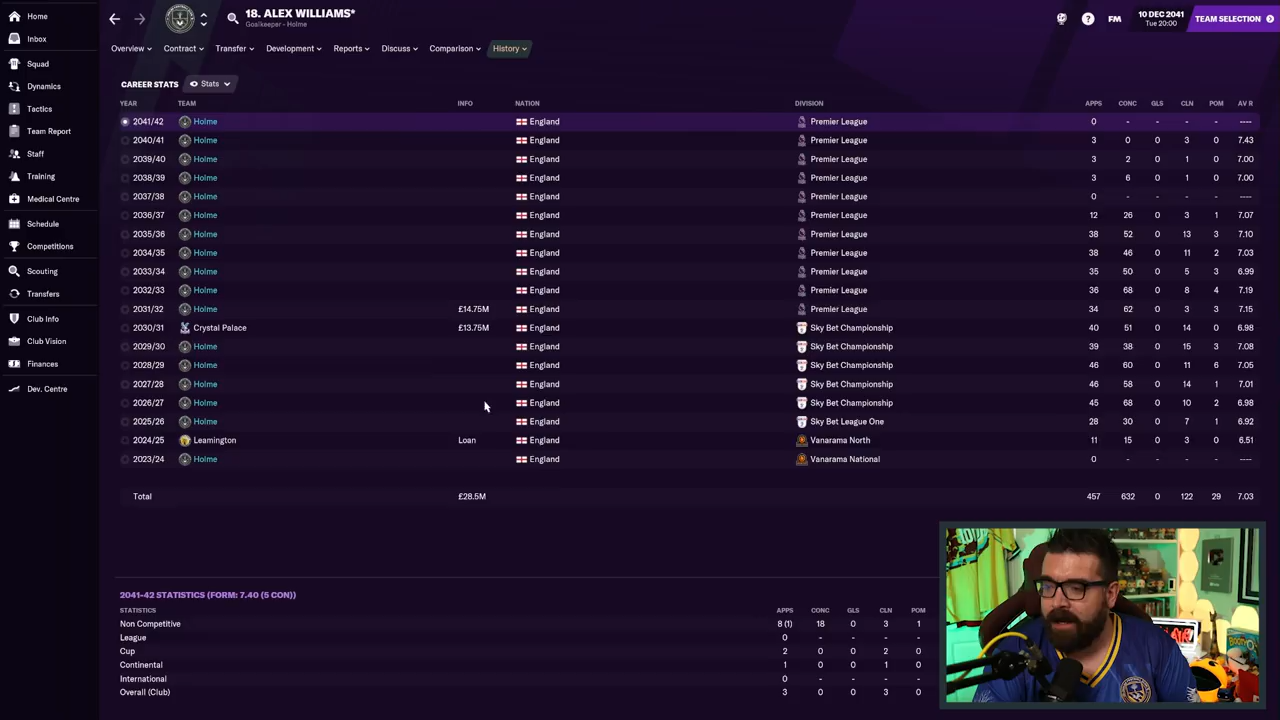 Home
Inbox
Squad
Dynamics
Tactics
Team Report
Staff
Training
Medical Centre
Schedule
Competitions
Scouting
Transfers
Club Info
Club Vision
Finances
Dev. Centre
18. ALEX WILLIAMS*
Goalkeeper - Holme
FM
10 DEC 2041
Tue 20:00
TEAM SELECTION
Overview Contract Transfer Development Reports Discuss Comparison History
CAREER STATS Stats
YEAR TEAM INFO NATION DIVISION APPS CONC GLS CLN POM AV R
2041/42 Holme England Premier League 0 - - - - ----
2040/41 Holme England Premier League 3 0 0 3 0 7.43
2039/40 Holme England Premier League 3 2 0 1 0 7.00
2038/39 Holme England Premier League 3 6 0 1 0 7.00
2037/38 Holme England Premier League 0 - - - - ----
2036/37 Holme England Premier League 12 26 0 3 1 7.07
2035/36 Holme England Premier League 38 52 0 13 3 7.10
2034/35 Holme England Premier League 38 46 0 11 2 7.03
2033/34 Holme England Premier League 35 50 0 5 3 6.99
2032/33 Holme England Premier League 36 68 0 8 4 7.19
2031/32 Holme £14.75M England Premier League 34 62 0 3 3 7.15
2030/31 Crystal Palace £13.75M England Sky Bet Championship 40 51 0 14 0 6.98
2029/30 Holme England Sky Bet Championship 39 38 0 15 3 7.08
2028/29 Holme England Sky Bet Championship 46 60 0 11 6 7.05
2027/28 Holme England Sky Bet Championship 46 58 0 14 1 7.01
2026/27 Holme England Sky Bet Championship 45 68 0 10 2 6.98
2025/26 Holme England Sky Bet League One 28 30 0 7 1 6.92
2024/25 Leamington Loan England Vanarama North 11 15 0 3 0 6.51
2023/24 Holme England Vanarama National 0 - - - - ----
Total £28.5M 457 632 0 122 29 7.03
2041-42 STATISTICS (FORM: 7.40 (5 CON))
STATISTICS APPS CONC GLS CLN POM
Non Competitive 8 (1) 18 0 3 1
League 0 - - - -
Cup 2 0 0 2 0
Continental 1 0 0 1 0
International 0 - - - -
Overall (Club) 3 0 0 3 0